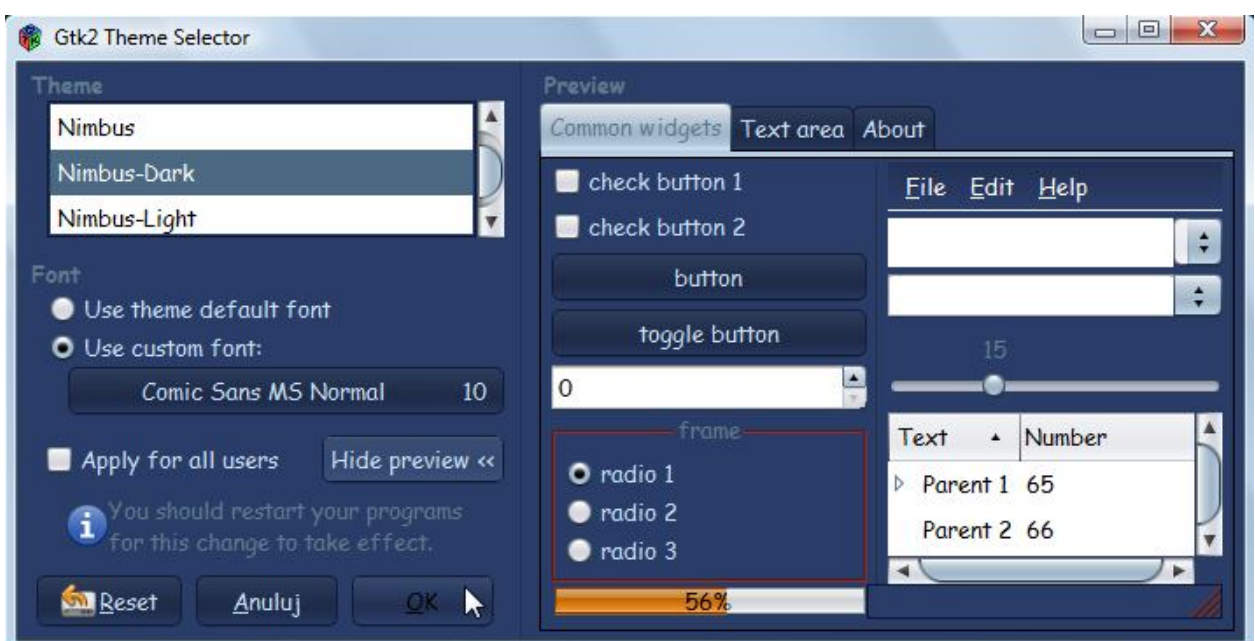 Gtk2 Theme Selector
Theme
Nimbus
Nimbus-Dark
Nimbus-Light
Font
Use theme default font
Use custom font:
Comic Sans MS Normal 10
Apply for all users
Hide preview <<
You should restart your programs
for this change to take effect.
Reset
Anuluj
OK
Preview
Common widgets Text area About
check button 1
check button 2
button
toggle button
0
frame
radio 1
radio 2
radio 3
56%
File Edit Help
15
Text Number
Parent 1 65
Parent 2 66